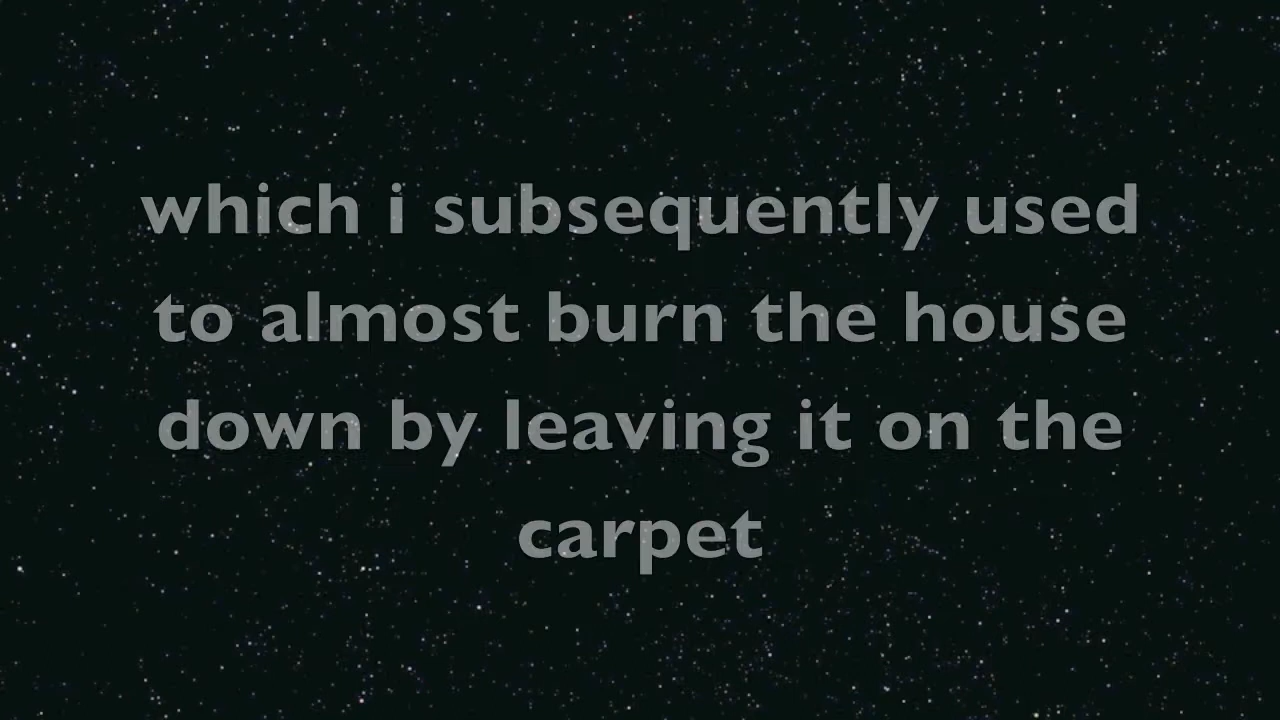 which i subsequently used
to almost burn the house
down by leaving it on the
carpet